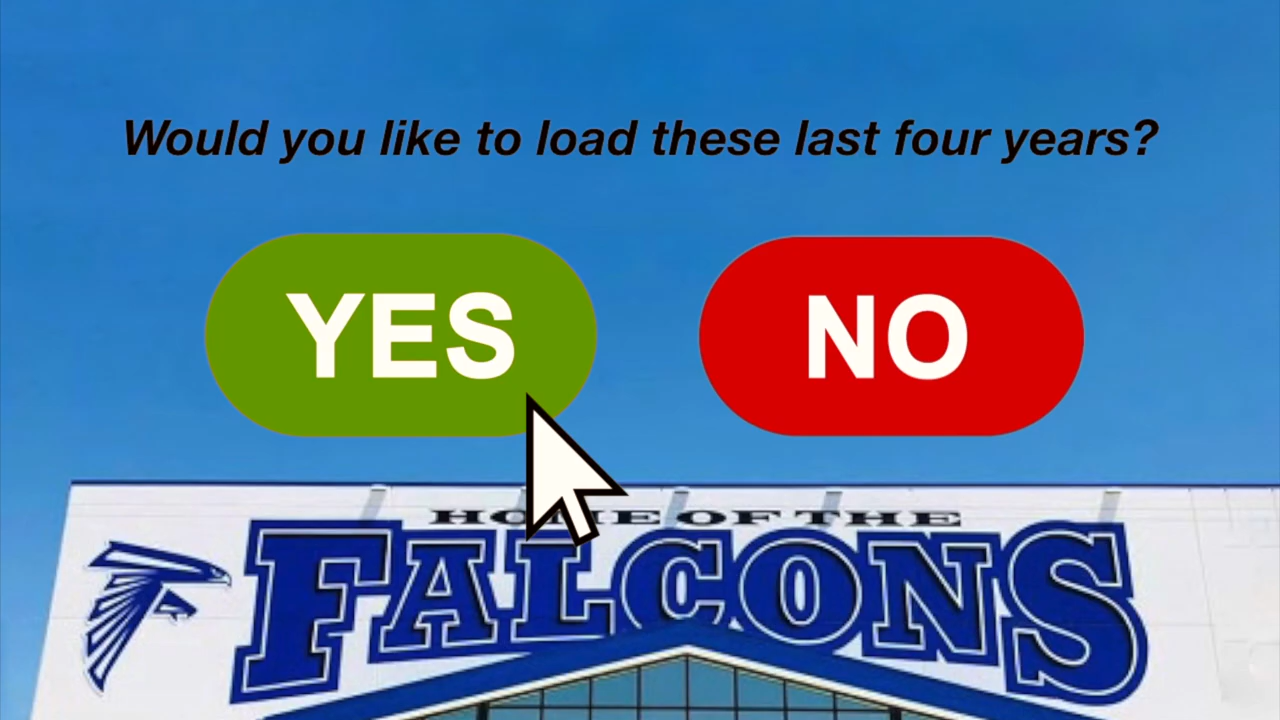 Would you like to load these last four years?
YES
NO
HOME OF THE
FALCONS